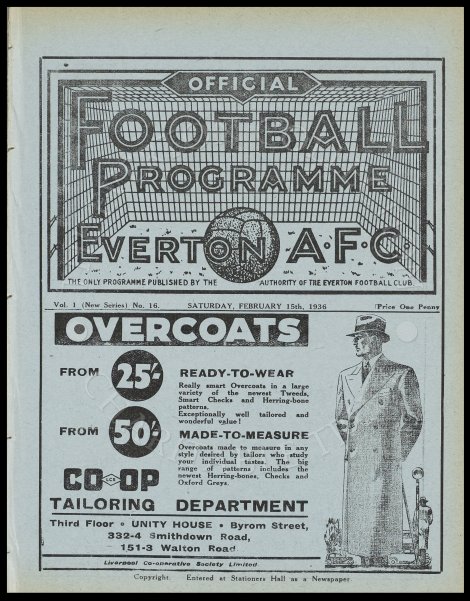 OFFICIAL
FOOTBALL
PROGRAMME
EVERTON A.F.C.
THE ONLY PROGRAMME PUBLISHED BY THE AUTHORITY OF THE EVERTON FOOTBALL CLUB.
Vol. 1 (New Series) No. 16. SATURDAY, FEBRUARY 15th, 1936 Price One Penny
OVERCOATS
FROM 25/- READY-TO-WEAR
Really smart Overcoats in a large
variety of the newest Tweeds,
Smart Checks and Herring-bone
patterns.
Exceptionally well tailored and
wonderful value!
FROM 50/- MADE-TO-MEASURE
Overcoats made to measure in any
style desired by tailors who study
your individual tastes. The big
range of patterns includes the
newest Herring-bones, Checks and
Oxford Greys.
CO-OP
TAILORING DEPARTMENT
Third Floor • UNITY HOUSE • Byrom Street,
332-4 Smithdown Road,
151-3 Walton Road
Liverpool Co-operative Society Limited
Copyright. Entered at Stationers Hall as a Newspaper